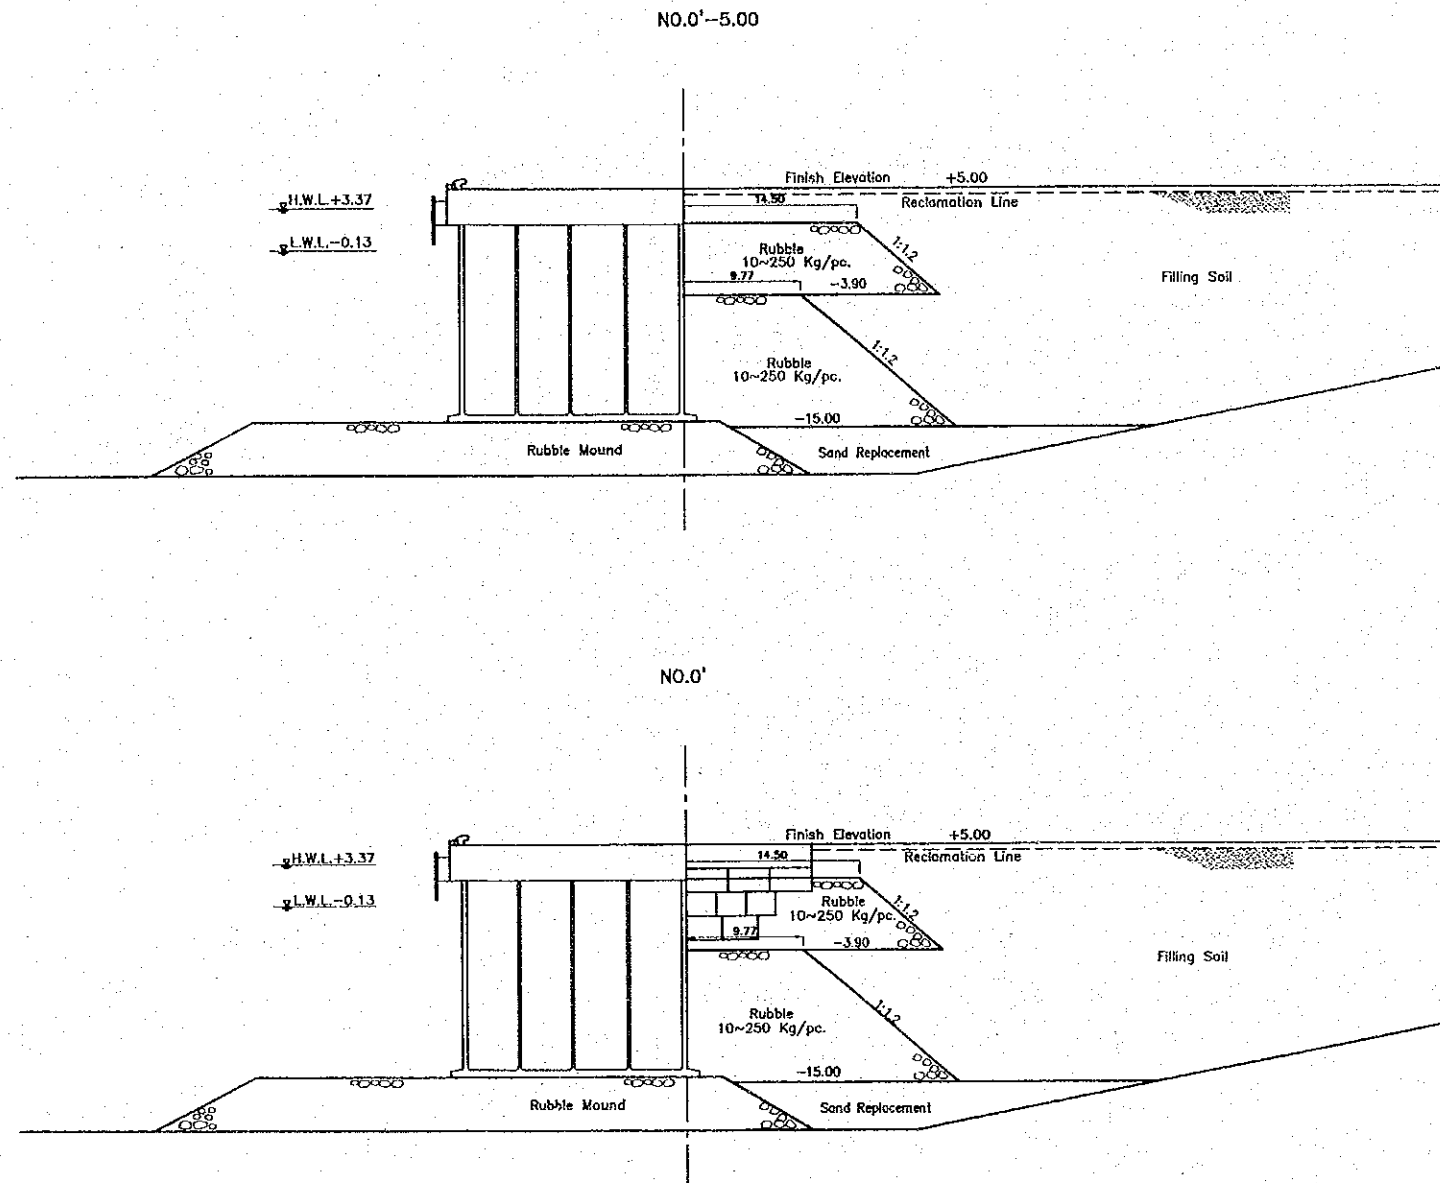 NO.0'-5.00
Finish Elevation +5.00
H.W.L.+3.37
14.50
Reclamation Line
L.W.L.-0.13
Rubble
10~250 Kg/pc.
1:1.2
9.77
-3.90
Filling Soil
1:1.2
Rubble
10~250 Kg/pc.
-15.00
Rubble Mound
Sand Replacement
NO.0'
Finish Elevation +5.00
H.W.L.+3.37
14.50
Reclamation Line
L.W.L.-0.13
Rubble
10~250 Kg/pc.
1:1.2
9.77
-3.90
Filling Soil
1:1.2
Rubble
10~250 Kg/pc.
-15.00
Rubble Mound
Sand Replacement